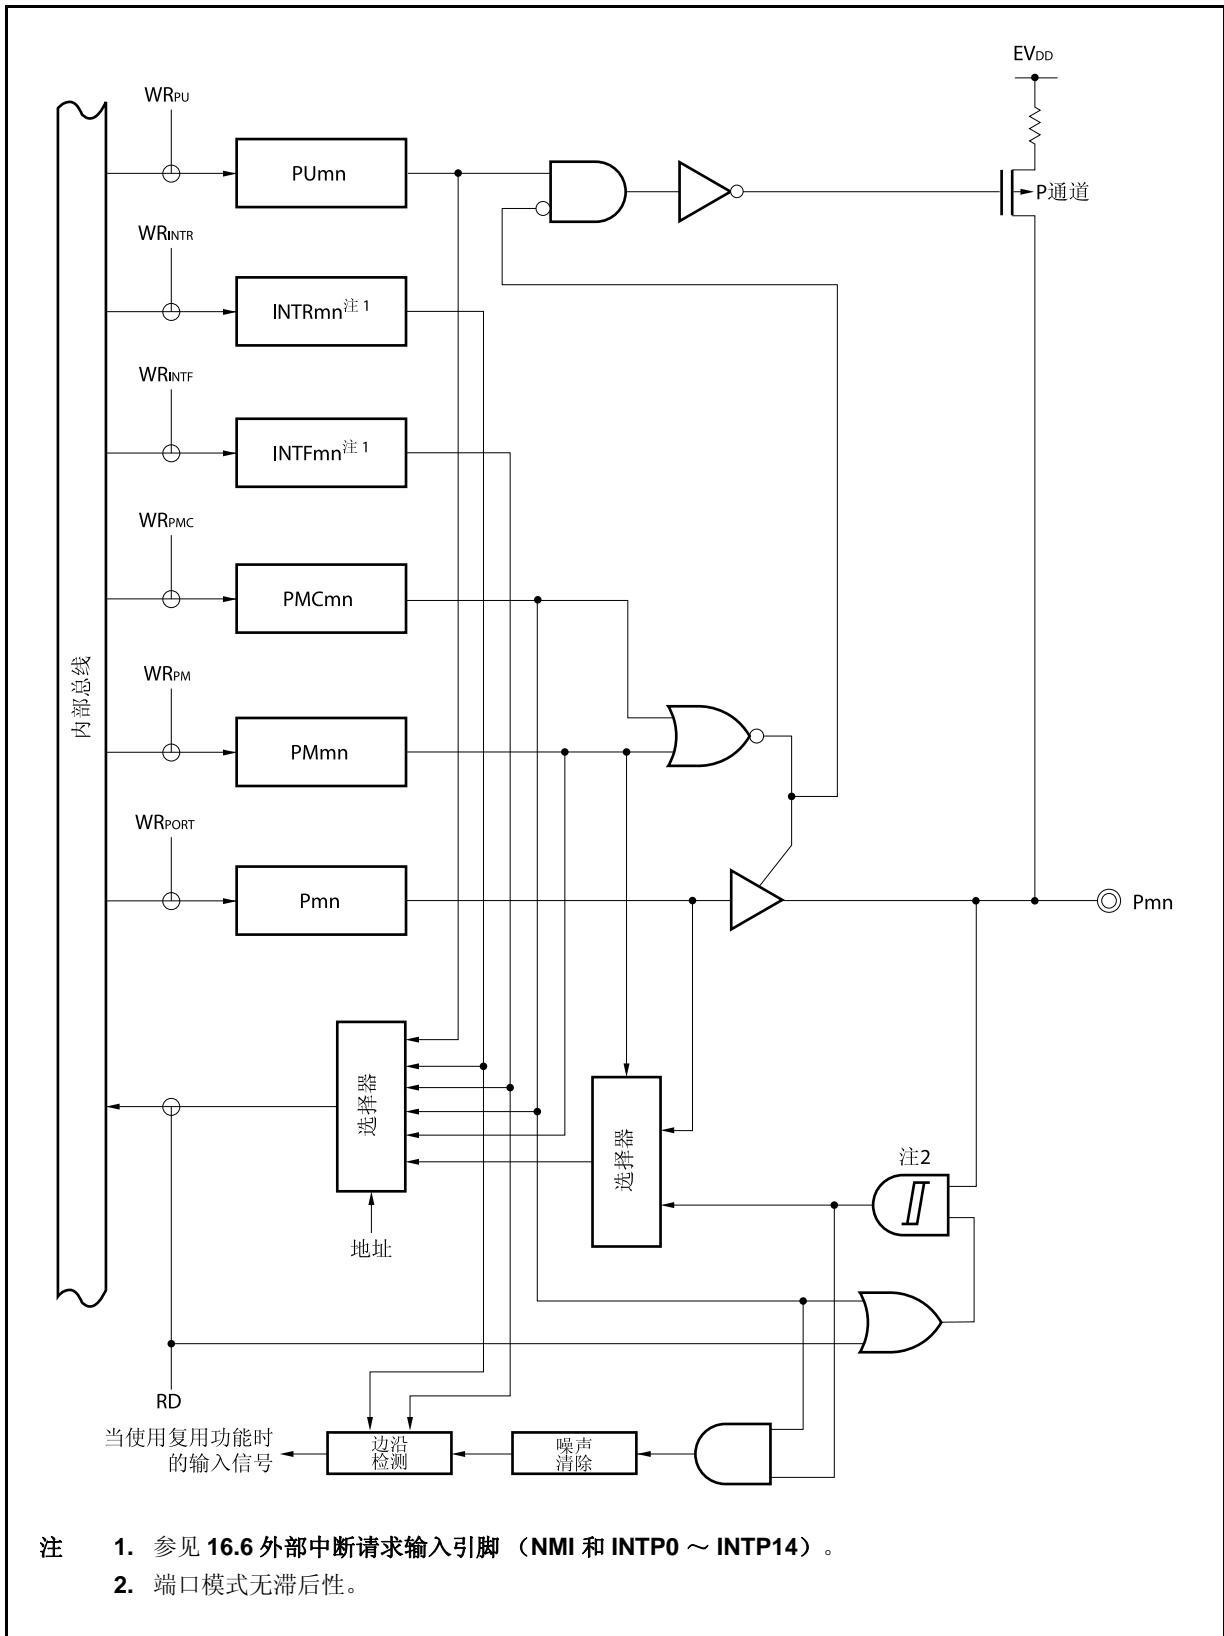 EVDD
WRPU
PUmn
P通道
WRINTR
INTRmn注 1
WRINTF
INTFmn注 1
WRPMC
PMCmn
内部总线
WRPM
PMmn
WRPORT
Pmn
Pmn
选择器
选择器
注2
地址
RD
当使用复用功能时
的输入信号
边沿
检测
噪声
清除
注 1. 参见 16.6 外部中断请求输入引脚 （NMI 和 INTP0 ～ INTP14）。
2. 端口模式无滞后性。